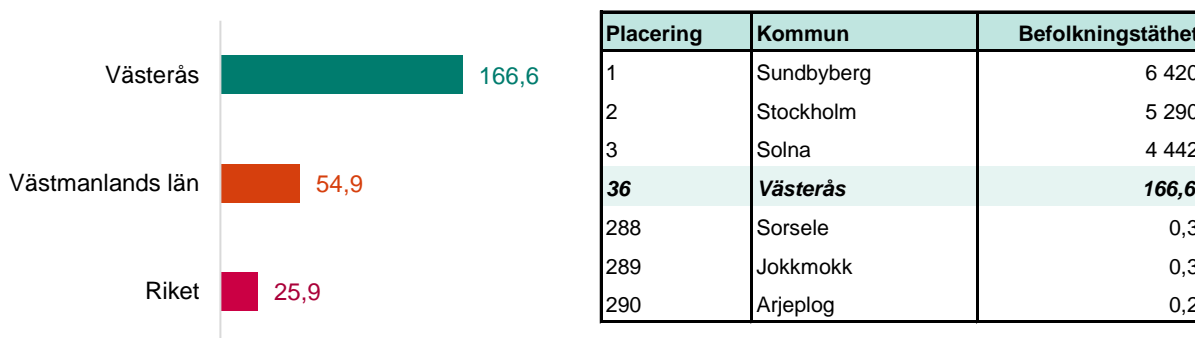 Västerås 166,6
Västmanlands län 54,9
Riket 25,9
Placering Kommun Befolkningstäthet
1 Sundbyberg 6 420
2 Stockholm 5 290
3 Solna 4 442
36 Västerås 166,6
288 Sorsele 0,3
289 Jokkmokk 0,3
290 Arjeplog 0,2